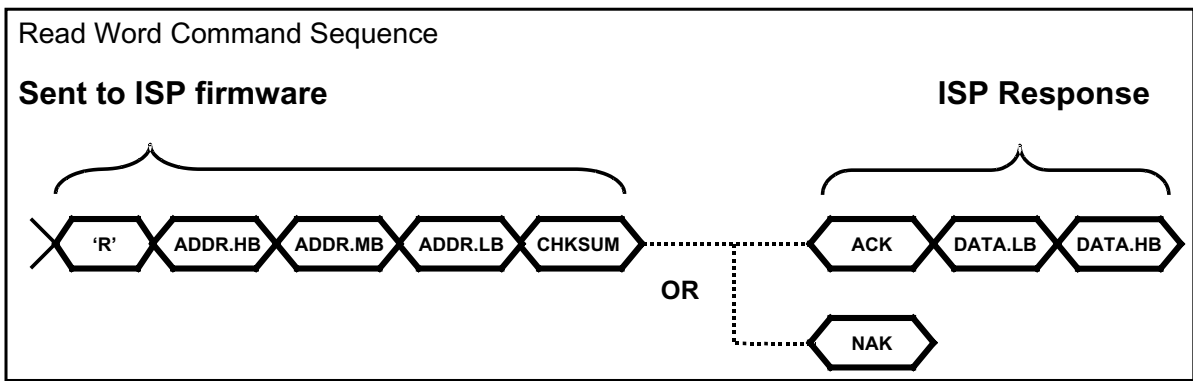 Read Word Command Sequence
Sent to ISP firmware
ISP Response
‘R’ ADDR.HB ADDR.MB ADDR.LB CHKSUM ACK DATA.LB DATA.HB
OR
NAK